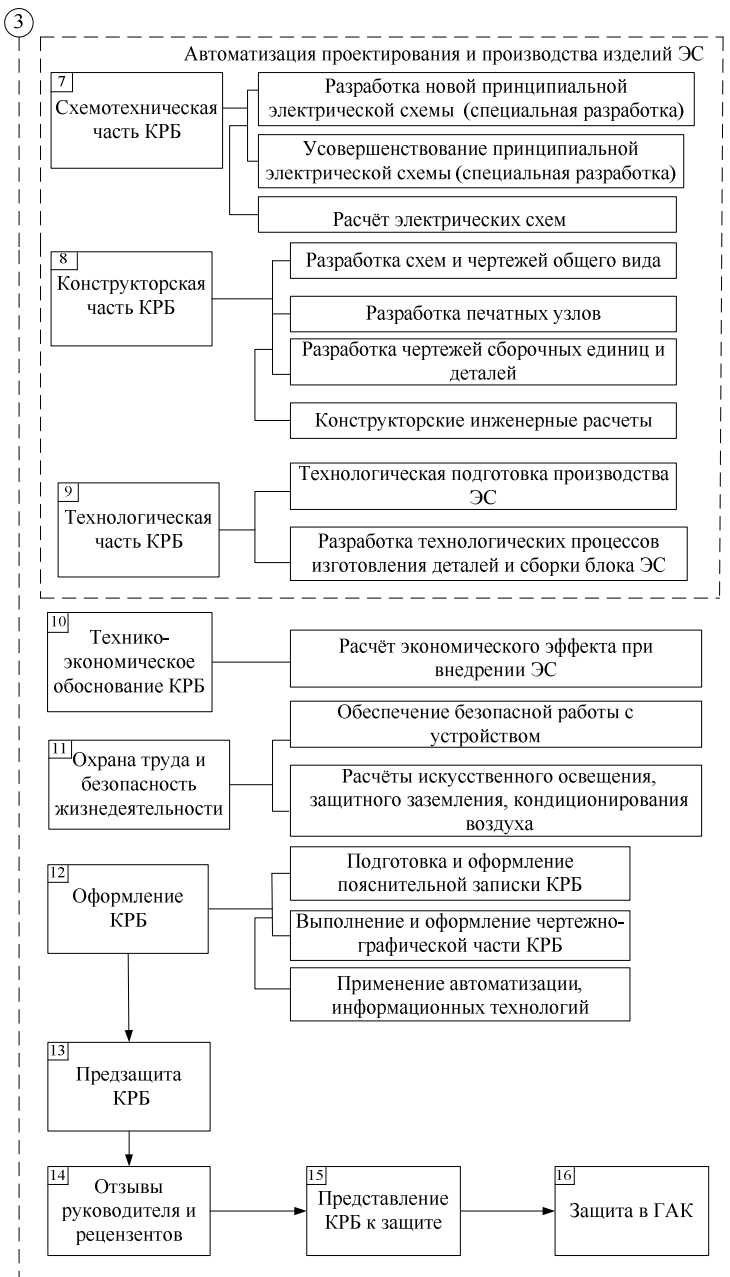 3
Автоматизация проектирования и производства изделий ЭС
7
Схемотехническая
часть КРБ
Разработка новой принципиальной
электрической схемы (специальная разработка)
Усовершенствование принципиальной
электрической схемы (специальная разработка)
Расчёт электрических схем
8
Конструкторская
часть КРБ
Разработка схем и чертежей общего вида
Разработка печатных узлов
Разработка чертежей сборочных единиц и
деталей
Конструкторские инженерные расчеты
9
Технологическая
часть КРБ
Технологическая подготовка производства
ЭС
Разработка технологических процессов
изготовления деталей и сборки блока ЭС
10
Технико-
экономическое
обоснование КРБ
Расчёт экономического эффекта при
внедрении ЭС
11
Охрана труда и
безопасность
жизнедеятельности
Обеспечение безопасной работы с
устройством
Расчёты искусственного освещения,
защитного заземления, кондиционирования
воздуха
12
Оформление
КРБ
Подготовка и оформление
пояснительной записки КРБ
Выполнение и оформление чертежно-
графической части КРБ
Применение автоматизации,
информационных технологий
13
Предзащита
КРБ
14
Отзывы
руководителя и
рецензентов
15
Представление
КРБ к защите
16
Защита в ГАК